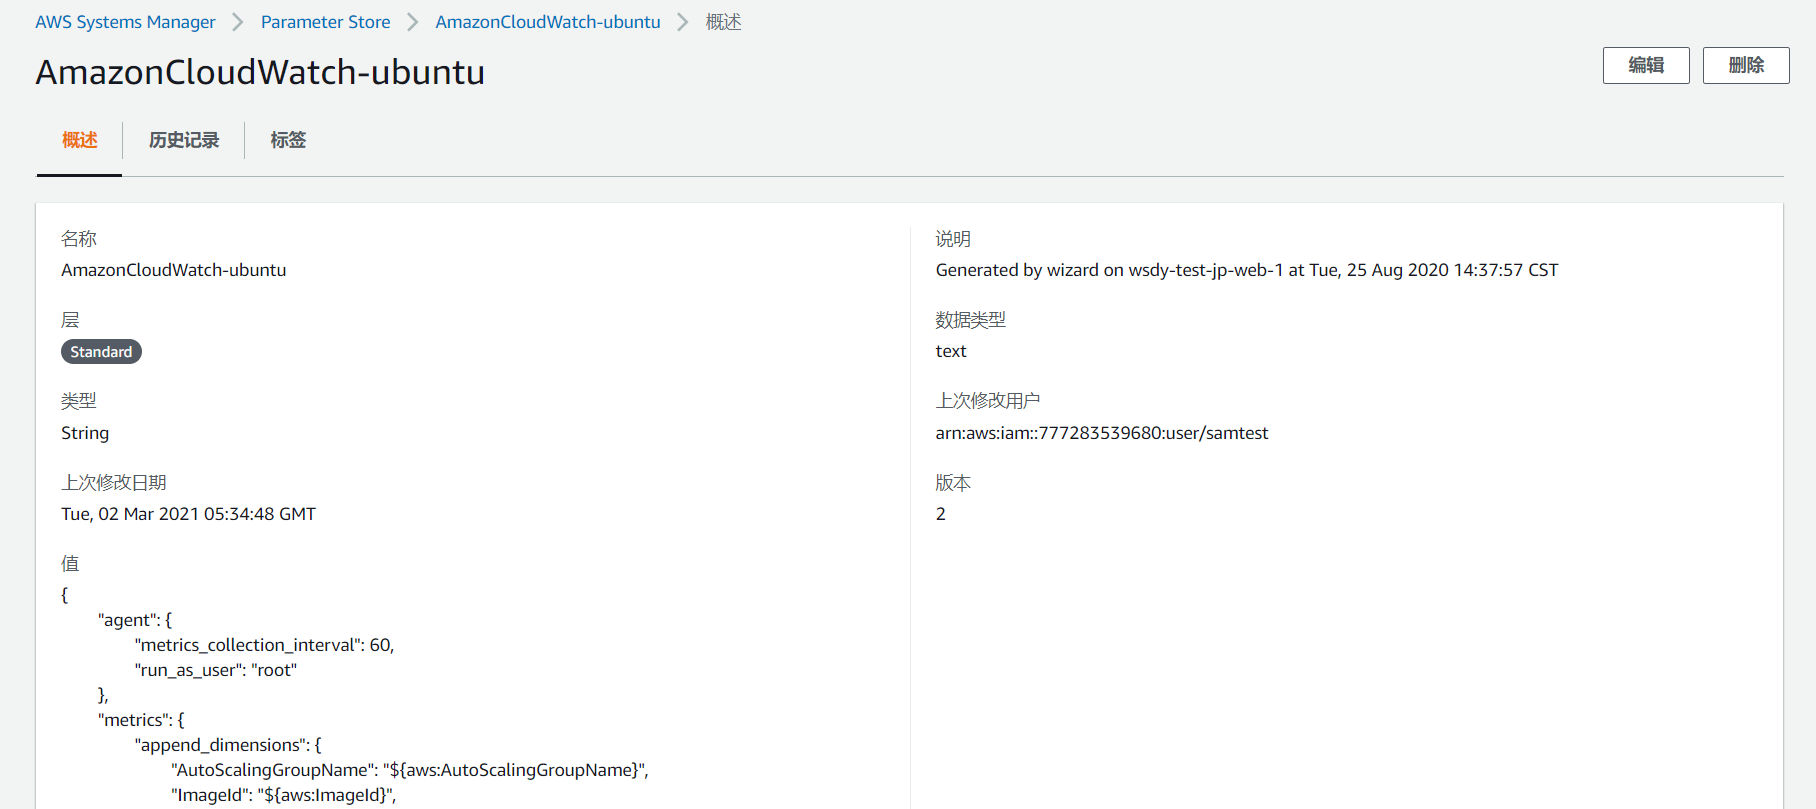 AWS Systems Manager > Parameter Store > AmazonCloudWatch-ubuntu > 概述
AmazonCloudWatch-ubuntu
编辑 删除
概述 历史记录 标签
名称
AmazonCloudWatch-ubuntu
层
Standard
类型
String
上次修改日期
Tue, 02 Mar 2021 05:34:48 GMT
值
{
"agent": {
"metrics_collection_interval": 60,
"run_as_user": "root"
},
"metrics": {
"append_dimensions": {
"AutoScalingGroupName": "${aws:AutoScalingGroupName}",
"ImageId": "${aws:ImageId}",
说明
Generated by wizard on wsdy-test-jp-web-1 at Tue, 25 Aug 2020 14:37:57 CST
数据类型
text
上次修改用户
arn:aws:iam::777283539680:user/samtest
版本
2